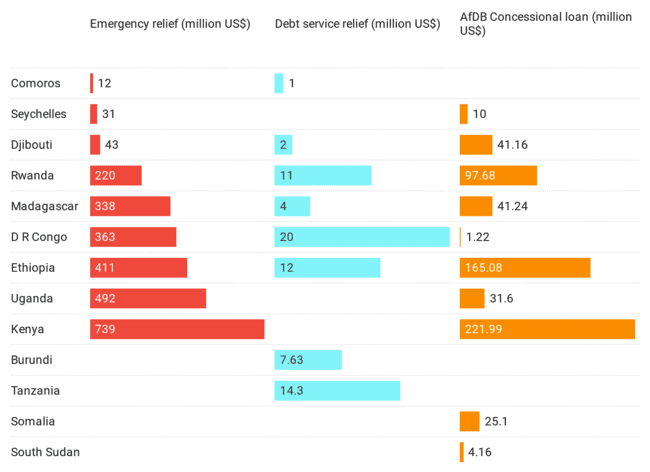 Emergency relief (million US$) Debt service relief (million US$) AfDB Concessional loan (million
US$)
Comoros 12 1
Seychelles 31 10
Djibouti 43 2 41.16
Rwanda 220 11 97.68
Madagascar 338 4 41.24
D R Congo 363 20 1.22
Ethiopia 411 12 165.08
Uganda 492 31.6
Kenya 739 221.99
Burundi 7.63
Tanzania 14.3
Somalia 25.1
South Sudan 4.16